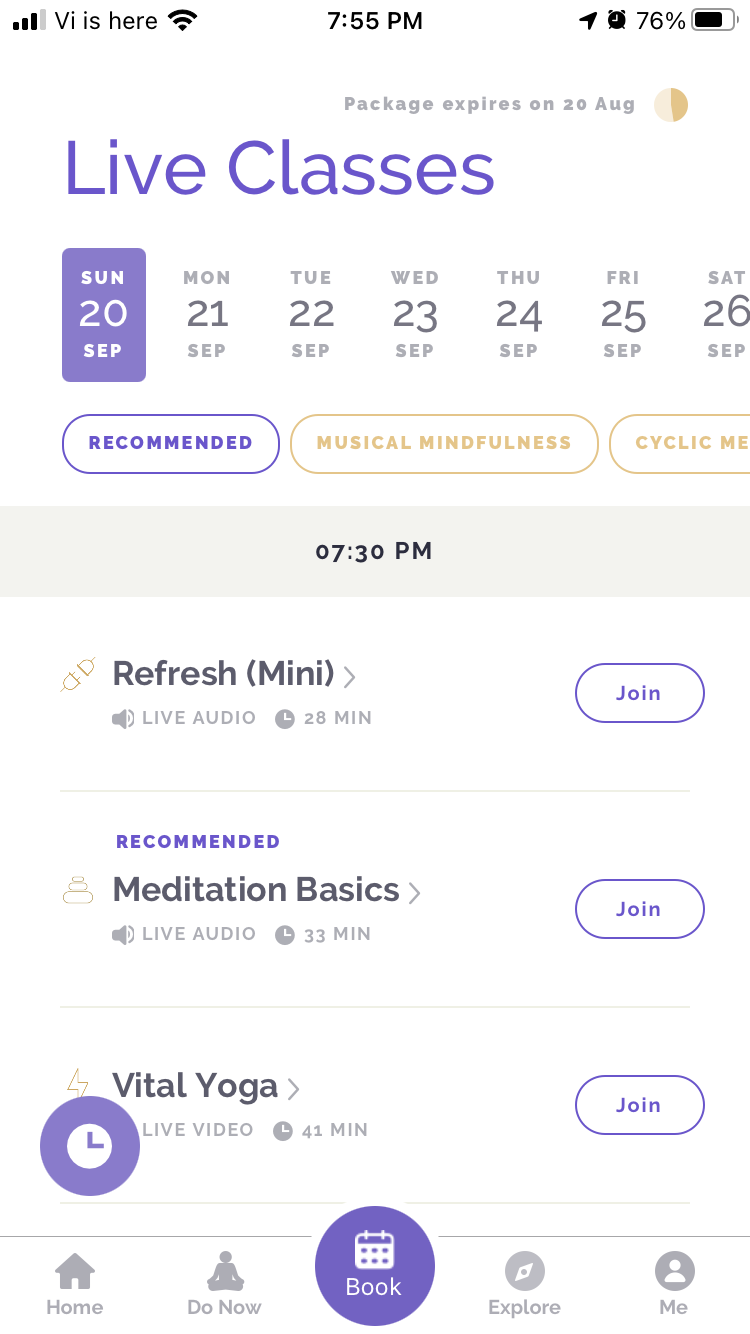 Vi is here 7:55 PM 76%
Package expires on 20 Aug
Live Classes
SUN MON TUE WED THU FRI SAT
20 21 22 23 24 25 26
SEP SEP SEP SEP SEP SEP SEP
RECOMMENDED MUSICAL MINDFULNESS CYCLIC ME
07:30 PM
Refresh (Mini)
LIVE AUDIO 28 MIN
Join
RECOMMENDED
Meditation Basics
LIVE AUDIO 33 MIN
Join
Vital Yoga
LIVE VIDEO 41 MIN
Join
Home Do Now Book Explore Me